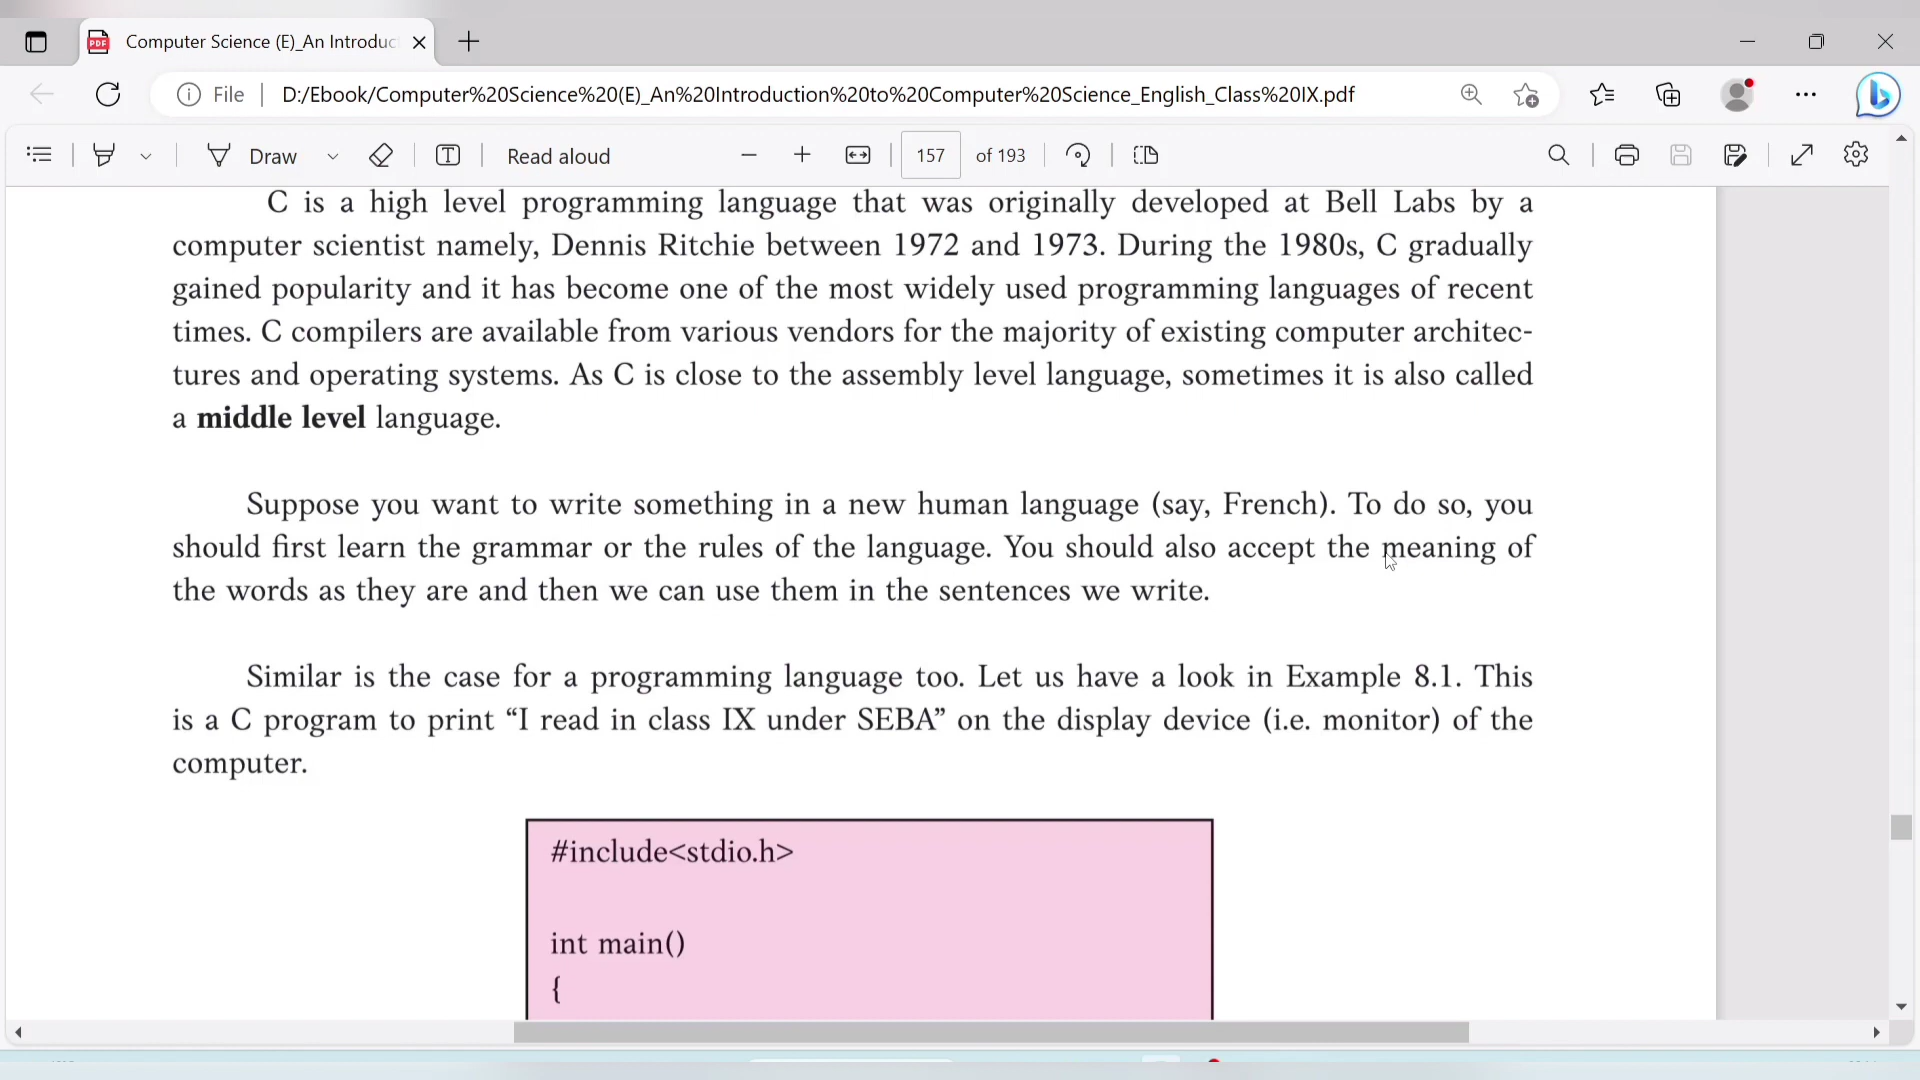 Computer Science (E)_An Introduc
File
D:/Ebook/Computer%20Science%20(E)_An%20Introduction%20to%20Computer%20Science_English_Class%20IX.pdf
Draw
Read aloud
157 of 193
C is a high level programming language that was originally developed at Bell Labs by a
computer scientist namely, Dennis Ritchie between 1972 and 1973. During the 1980s, C gradually
gained popularity and it has become one of the most widely used programming languages of recent
times. C compilers are available from various vendors for the majority of existing computer architec-
tures and operating systems. As C is close to the assembly level language, sometimes it is also called
a middle level language.
Suppose you want to write something in a new human language (say, French). To do so, you
should first learn the grammar or the rules of the language. You should also accept the meaning of
the words as they are and then we can use them in the sentences we write.
Similar is the case for a programming language too. Let us have a look in Example 8.1. This
is a C program to print “I read in class IX under SEBA” on the display device (i.e. monitor) of the
computer.
#include<stdio.h>
int main()
{